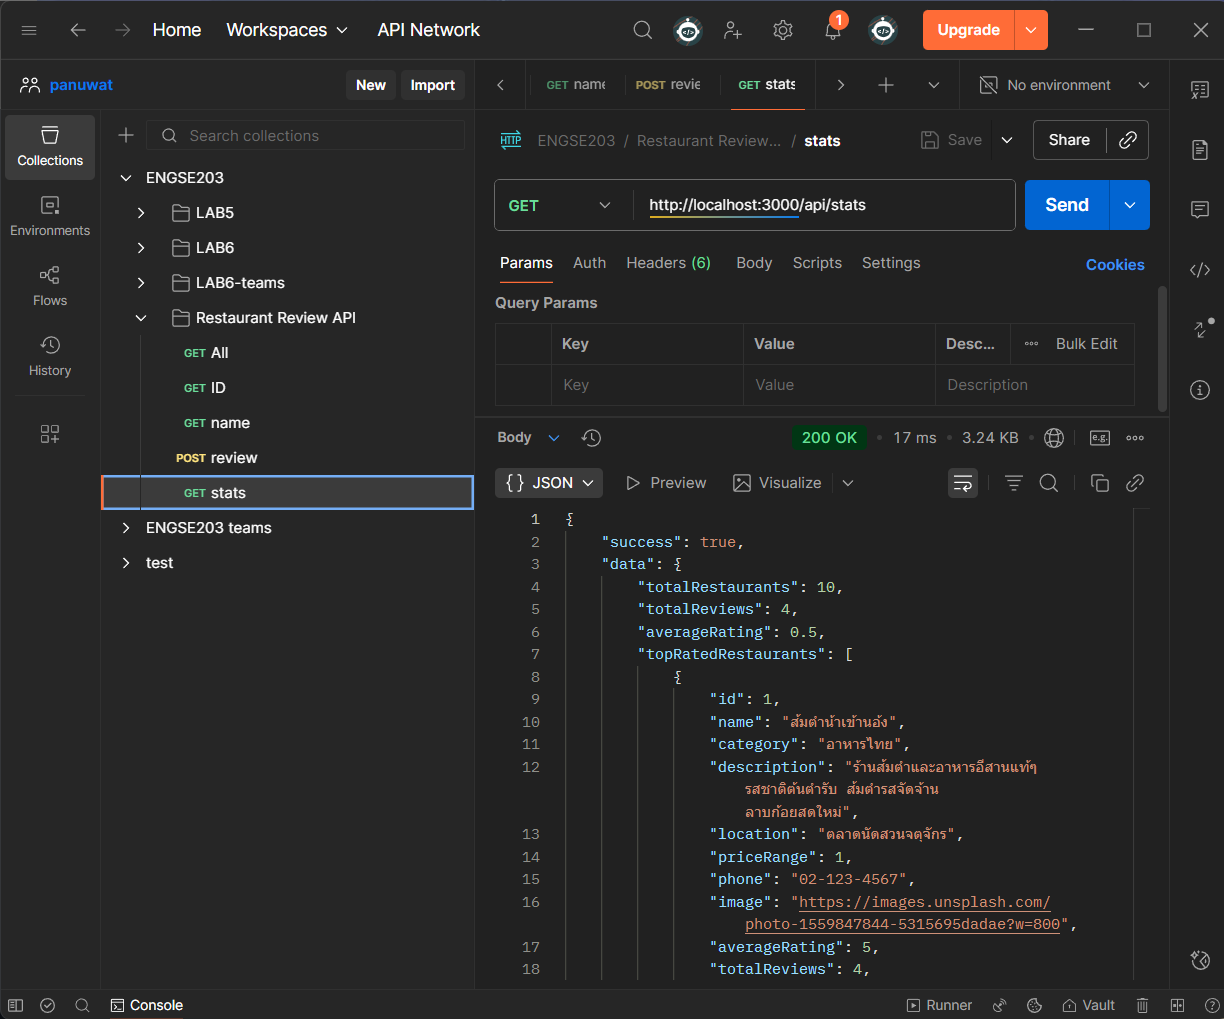 Home
Workspaces
API Network
1
Upgrade
panuwat
New
Import
GET name
POST revie
GET stats
No environment
Collections
Environments
Flows
History
Search collections
ENGSE203
LAB5
LAB6
LAB6-teams
Restaurant Review API
GET All
GET ID
GET name
POST review
GET stats
ENGSE203 teams
test
HTTP
ENGSE203 / Restaurant Review... / stats
Save
Share
GET
http://localhost:3000/api/stats
Send
Params
Auth
Headers (6)
Body
Scripts
Settings
Cookies
Query Params
Key Value Desc... Bulk Edit
Key Value Description
Body
200 OK • 17 ms • 3.24 KB
e.g.
{} JSON
Preview
Visualize
1 {
2 "success": true,
3 "data": {
4 "totalRestaurants": 10,
5 "totalReviews": 4,
6 "averageRating": 0.5,
7 "topRatedRestaurants": [
8 {
9 "id": 1,
10 "name": "ส้มตำน้าเข้านอ้ง",
11 "category": "อาหารไทย",
12 "description": "ร้านส้มตำและอาหารอีสานแท้ๆ
รสชาติต้นตำรับ ส้มตำรสจัดจ้าน
ลาบก้อยสดใหม่",
13 "location": "ตลาดนัดสวนจตุจักร",
14 "priceRange": 1,
15 "phone": "02-123-4567",
16 "image": "https://images.unsplash.com/
photo-1559847844-5315695dadae?w=800",
17 "averageRating": 5,
18 "totalReviews": 4,
Console
Runner
Vault